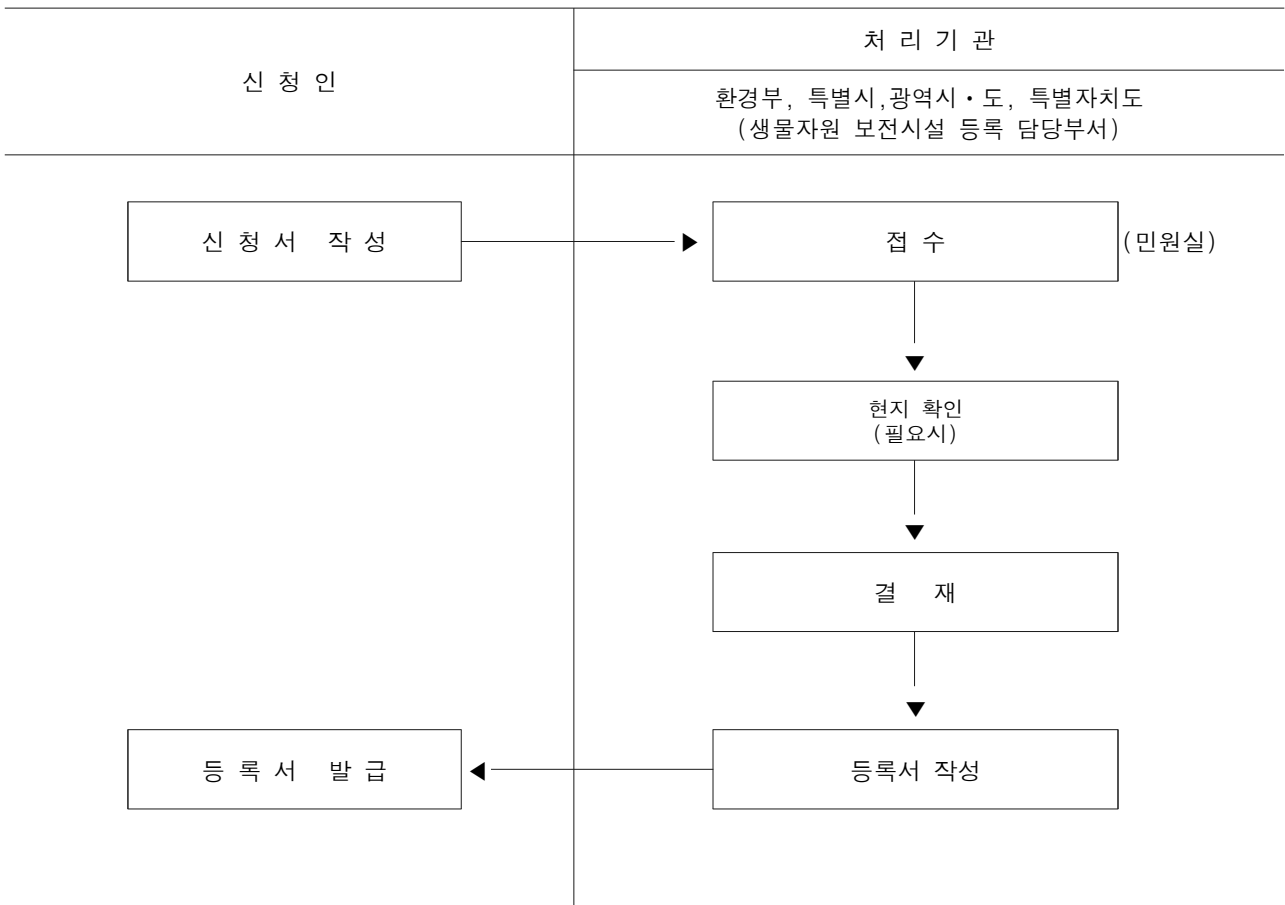 신 청 인
처 리 기 관
환경부, 특별시,광역시·도, 특별자치도
(생물자원 보전시설 등록 담당부서)
신 청 서 작 성
접 수
(민원실)
현지 확인
(필요시)
결 재
등 록 서 발 급
등록서 작성